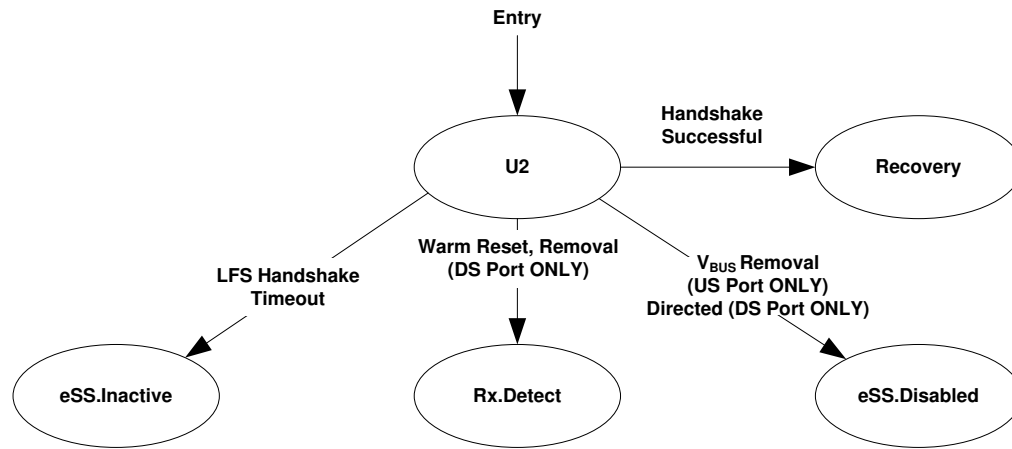 Entry
U2
Handshake
Successful
Recovery
LFS Handshake
Timeout
Warm Reset, Removal
(DS Port ONLY)
VBUS Removal
(US Port ONLY)
Directed (DS Port ONLY)
eSS.Inactive
Rx.Detect
eSS.Disabled